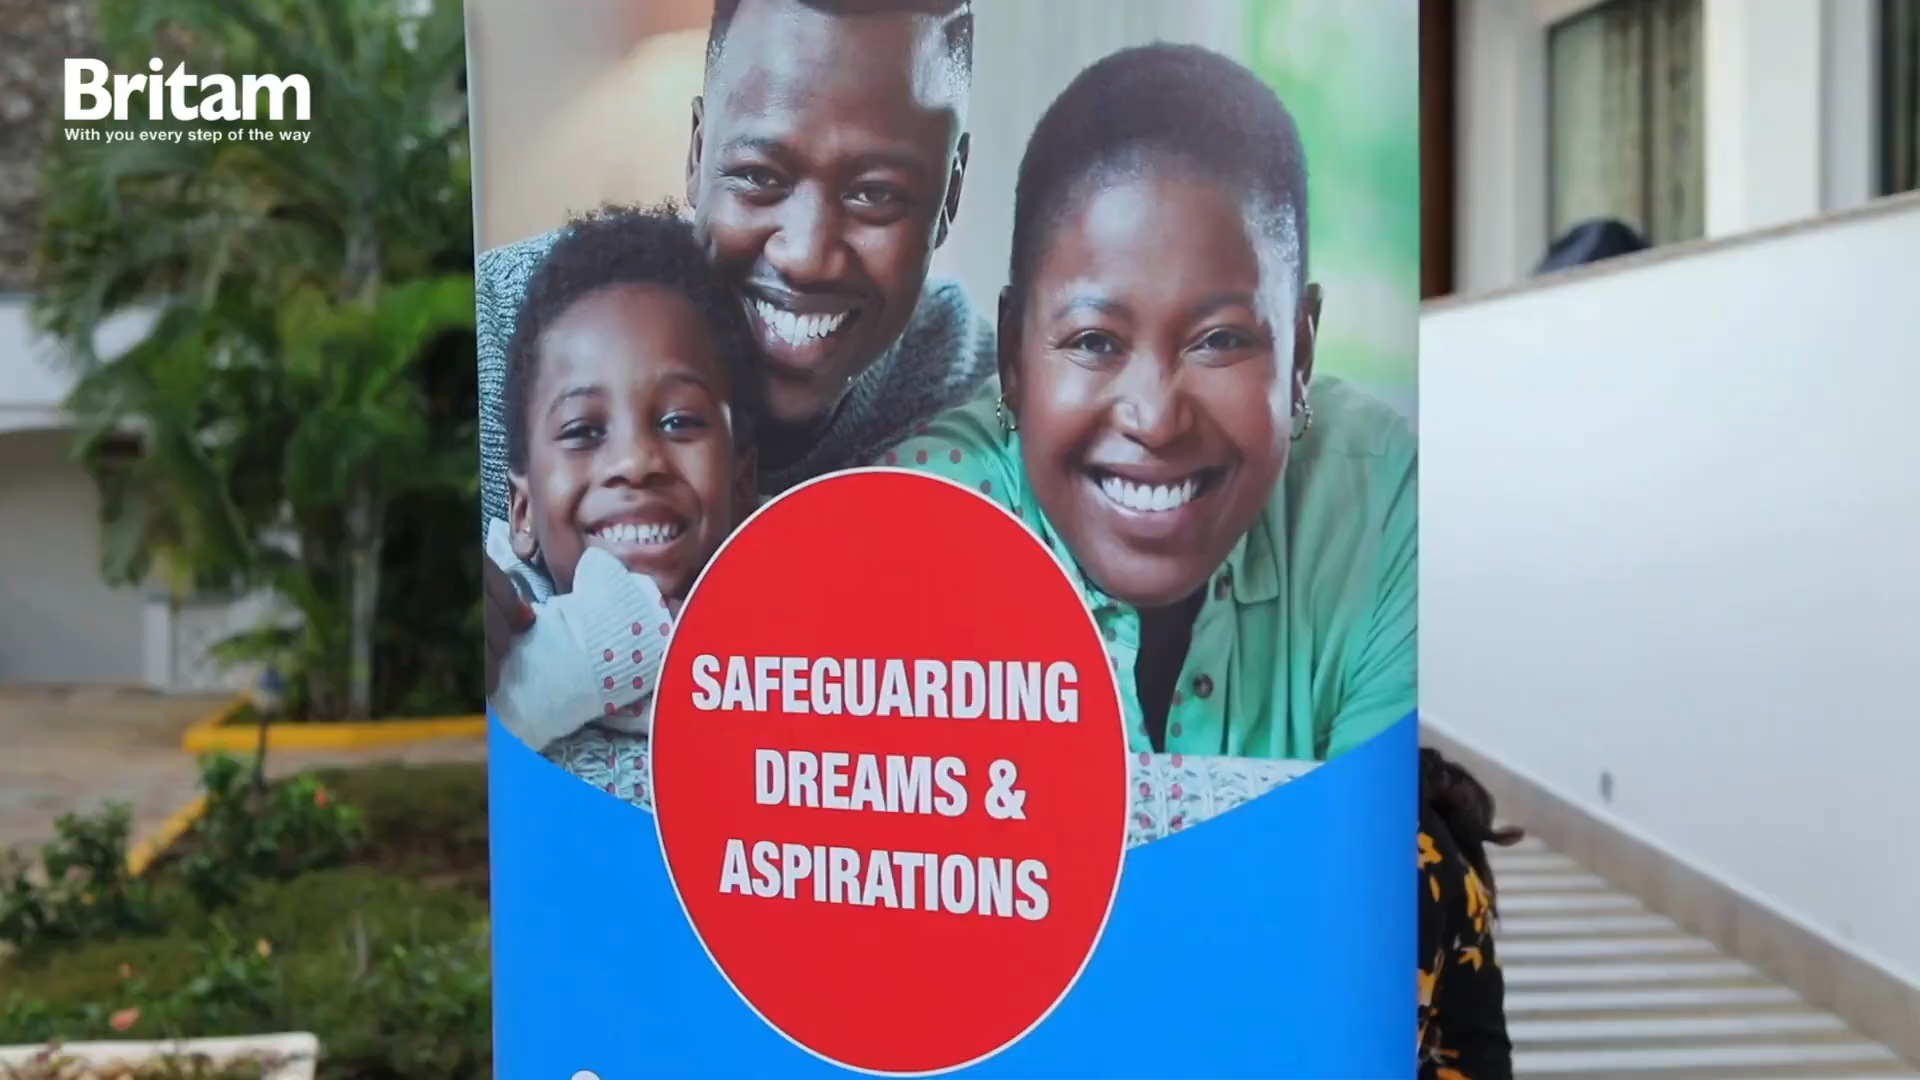 Britam
With you every step of the way
SAFEGUARDING
DREAMS &
ASPIRATIONS